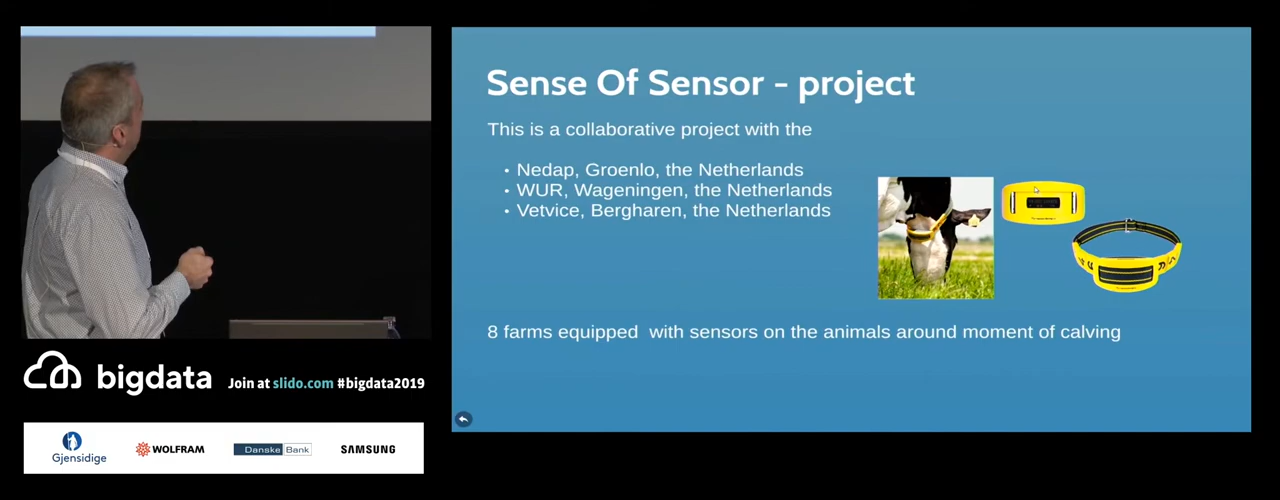 Sense Of Sensor - project
This is a collaborative project with the
• Nedap, Groenlo, the Netherlands
• WUR, Wageningen, the Netherlands
• Vetvice, Bergharen, the Netherlands
8 farms equipped  with sensors on the animals around moment of calving
bigdata
Join at slido.com #bigdata2019
Gjensidige
WOLFRAM
Danske Bank
SAMSUNG